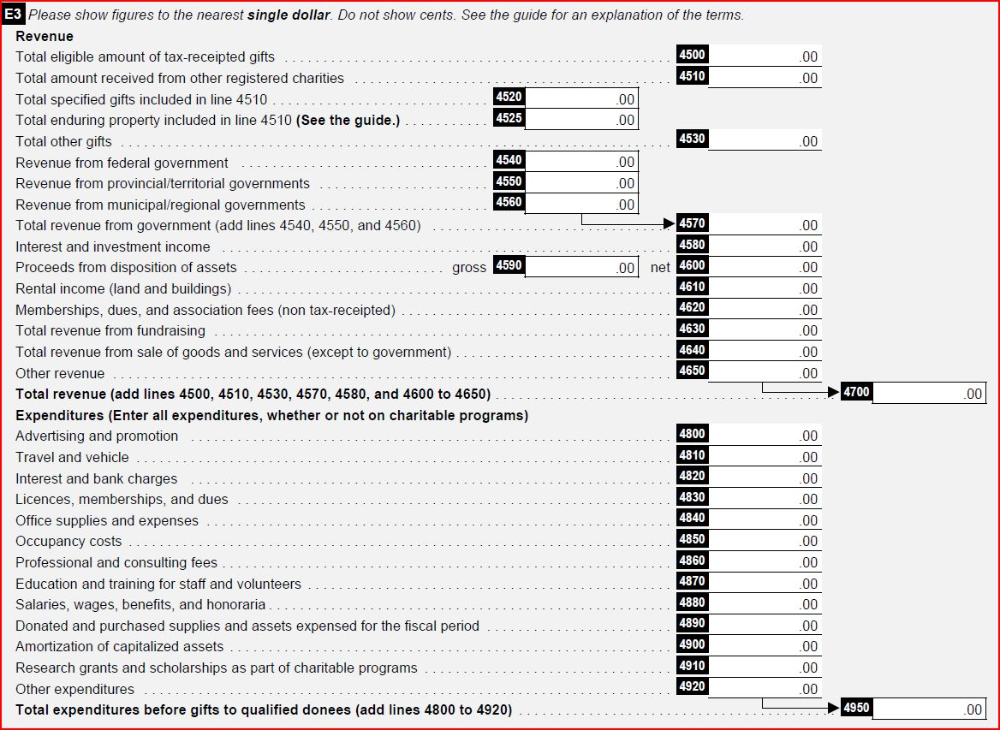 E3 Please show figures to the nearest single dollar. Do not show cents. See the guide for an explanation of the terms.
Revenue
Total eligible amount of tax-receipted gifts 4500 .00
Total amount received from other registered charities 4510 .00
Total specified gifts included in line 4510 4520 .00
Total enduring property included in line 4510 (See the guide.) 4525 .00
Total other gifts 4530 .00
Revenue from federal government 4540 .00
Revenue from provincial/territorial governments 4550 .00
Revenue from municipal/regional governments 4560 .00
Total revenue from government (add lines 4540, 4550, and 4560) 4570 .00
Interest and investment income 4580 .00
Proceeds from disposition of assets gross 4590 .00 net 4600 .00
Rental income (land and buildings) 4610 .00
Memberships, dues, and association fees (non tax-receipted) 4620 .00
Total revenue from fundraising 4630 .00
Total revenue from sale of goods and services (except to government) 4640 .00
Other revenue 4650 .00
Total revenue (add lines 4500, 4510, 4530, 4570, 4580, and 4600 to 4650) 4700 .00
Expenditures (Enter all expenditures, whether or not on charitable programs)
Advertising and promotion 4800 .00
Travel and vehicle 4810 .00
Interest and bank charges 4820 .00
Licences, memberships, and dues 4830 .00
Office supplies and expenses 4840 .00
Occupancy costs 4850 .00
Professional and consulting fees 4860 .00
Education and training for staff and volunteers 4870 .00
Salaries, wages, benefits, and honoraria 4880 .00
Donated and purchased supplies and assets expensed for the fiscal period 4890 .00
Amortization of capitalized assets 4900 .00
Research grants and scholarships as part of charitable programs 4910 .00
Other expenditures 4920 .00
Total expenditures before gifts to qualified donees (add lines 4800 to 4920) 4950 .00